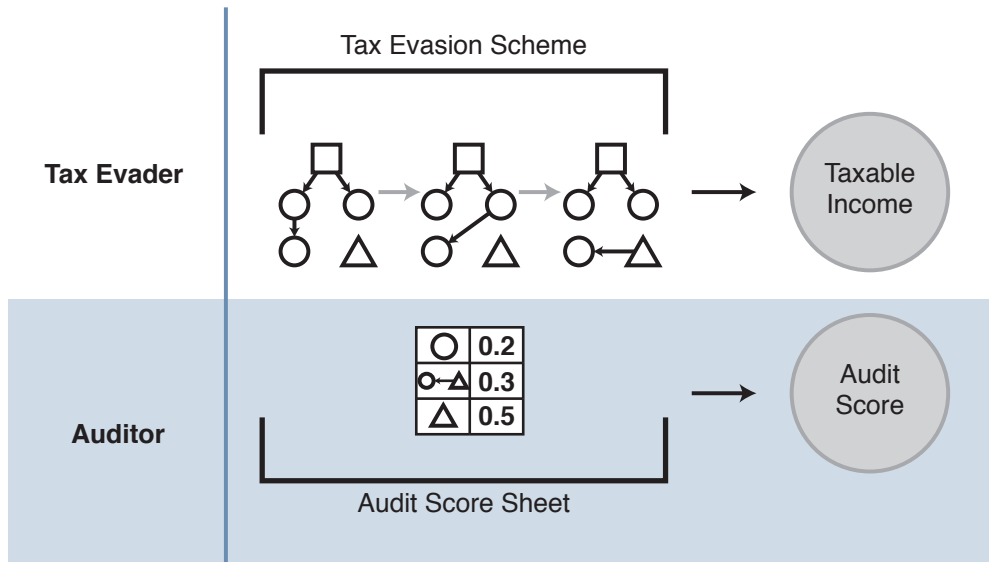 Tax Evasion Scheme
Tax Evader
Taxable
Income
0.2
0.3
0.5
Audit
Score
Auditor
Audit Score Sheet